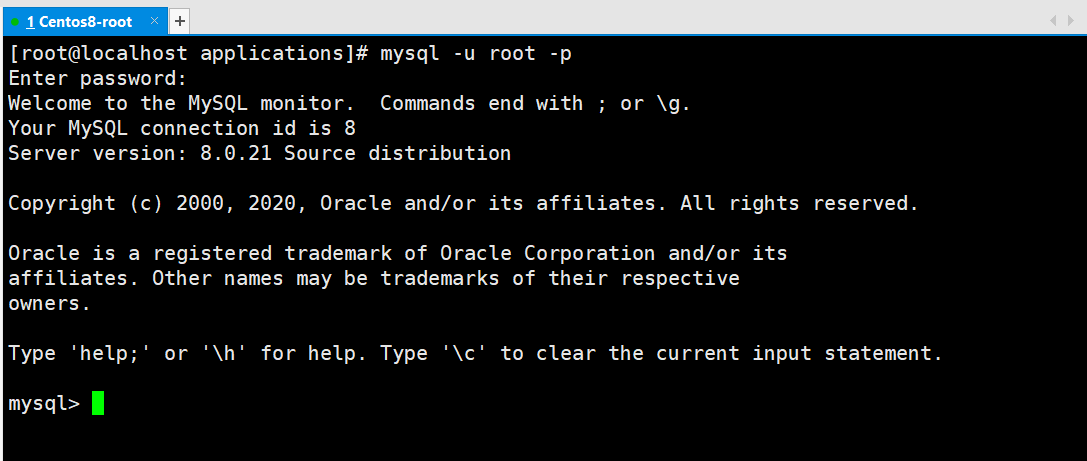 1 Centos8-root × +
[root@localhost applications]# mysql -u root -p
Enter password:
Welcome to the MySQL monitor.  Commands end with ; or \g.
Your MySQL connection id is 8
Server version: 8.0.21 Source distribution
Copyright (c) 2000, 2020, Oracle and/or its affiliates. All rights reserved.
Oracle is a registered trademark of Oracle Corporation and/or its
affiliates. Other names may be trademarks of their respective
owners.
Type 'help;' or '\h' for help. Type '\c' to clear the current input statement.
mysql>